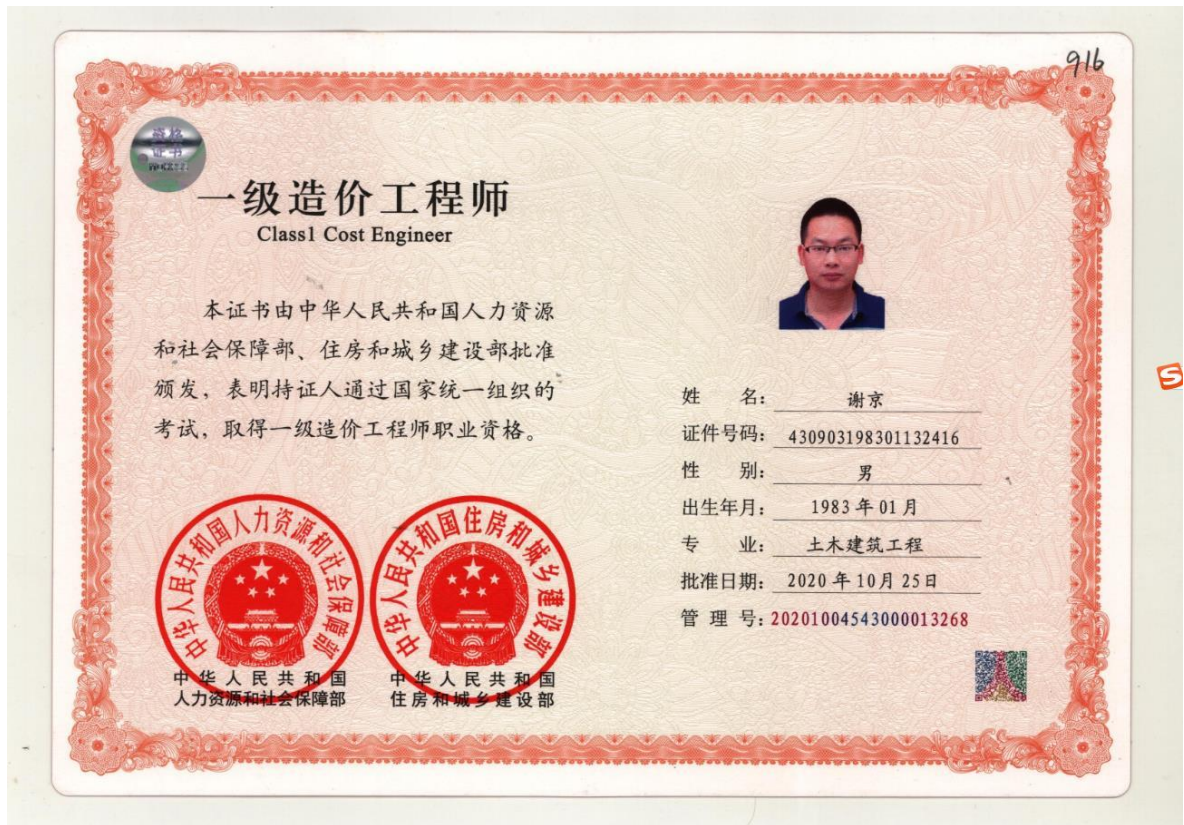 916
资格
证书
一级造价工程师
Class1 Cost Engineer
本证书由中华人民共和国人力资源
和社会保障部、住房和城乡建设部批准
颁发，表明持证人通过国家统一组织的
考试，取得一级造价工程师职业资格。
中华人民共和国人力资源和社会保障部
中华人民共和国住房和城乡建设部
中华人民共和国
人力资源和社会保障部
中华人民共和国
住房和城乡建设部
姓 名： 谢京
证件号码： 430903198301132416
性 别： 男
出生年月： 1983年01月
专 业： 土木建筑工程
批准日期： 2020年10月25日
管 理 号：20201004543000013268
S